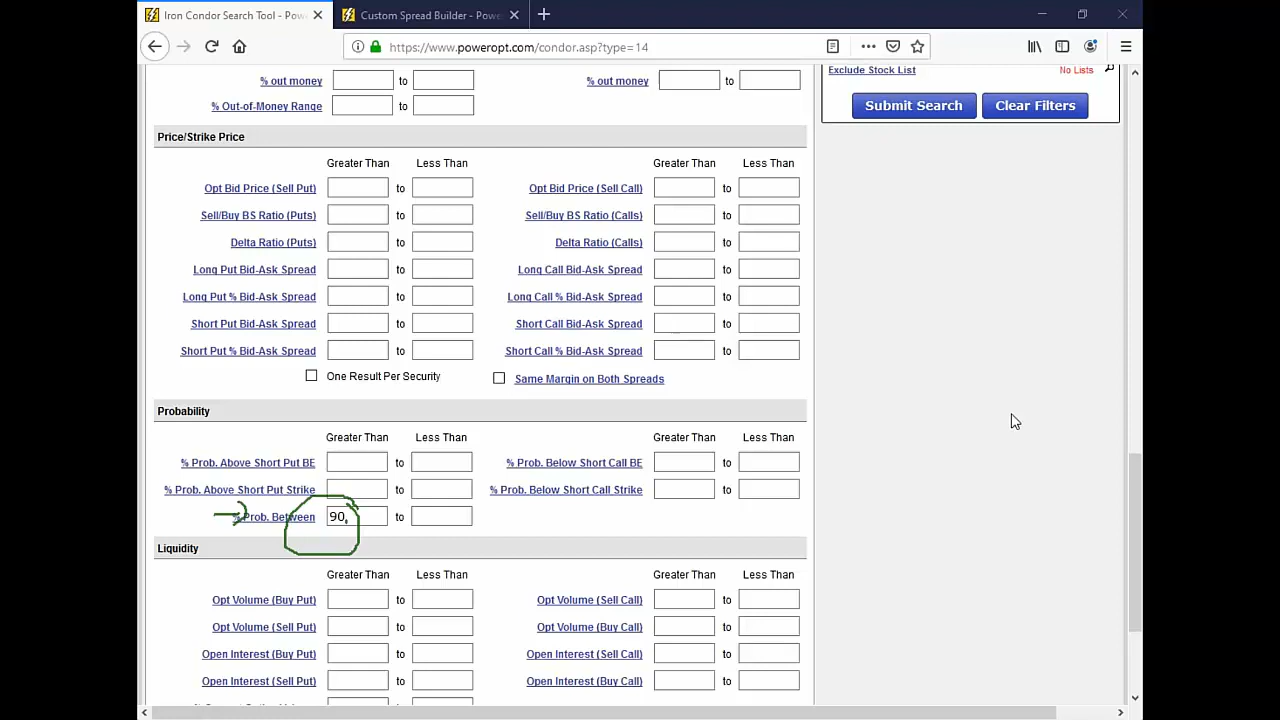 Iron Condor Search Tool - Powe
Custom Spread Builder - PowerOpt
https://www.poweropt.com/condor.asp?type=14
% out money to % out money to
% Out-of-Money Range to
Exclude Stock List No Lists
Submit Search Clear Filters
Price/Strike Price
Greater Than Less Than Greater Than Less Than
Opt Bid Price (Sell Put) to Opt Bid Price (Sell Call) to
Sell/Buy BS Ratio (Puts) to Sell/Buy BS Ratio (Calls) to
Delta Ratio (Puts) to Delta Ratio (Calls) to
Long Put Bid-Ask Spread to Long Call Bid-Ask Spread to
Long Put % Bid-Ask Spread to Long Call % Bid-Ask Spread to
Short Put Bid-Ask Spread to Short Call Bid-Ask Spread to
Short Put % Bid-Ask Spread to Short Call % Bid-Ask Spread to
One Result Per Security Same Margin on Both Spreads
Probability
Greater Than Less Than Greater Than Less Than
% Prob. Above Short Put BE to % Prob. Below Short Call BE to
% Prob. Above Short Put Strike to % Prob. Below Short Call Strike to
% Prob. Between 90 to
Liquidity
Greater Than Less Than Greater Than Less Than
Opt Volume (Buy Put) to Opt Volume (Sell Call) to
Opt Volume (Sell Put) to Opt Volume (Buy Call) to
Open Interest (Buy Put) to Open Interest (Sell Call) to
Open Interest (Sell Put) to Open Interest (Buy Call) to